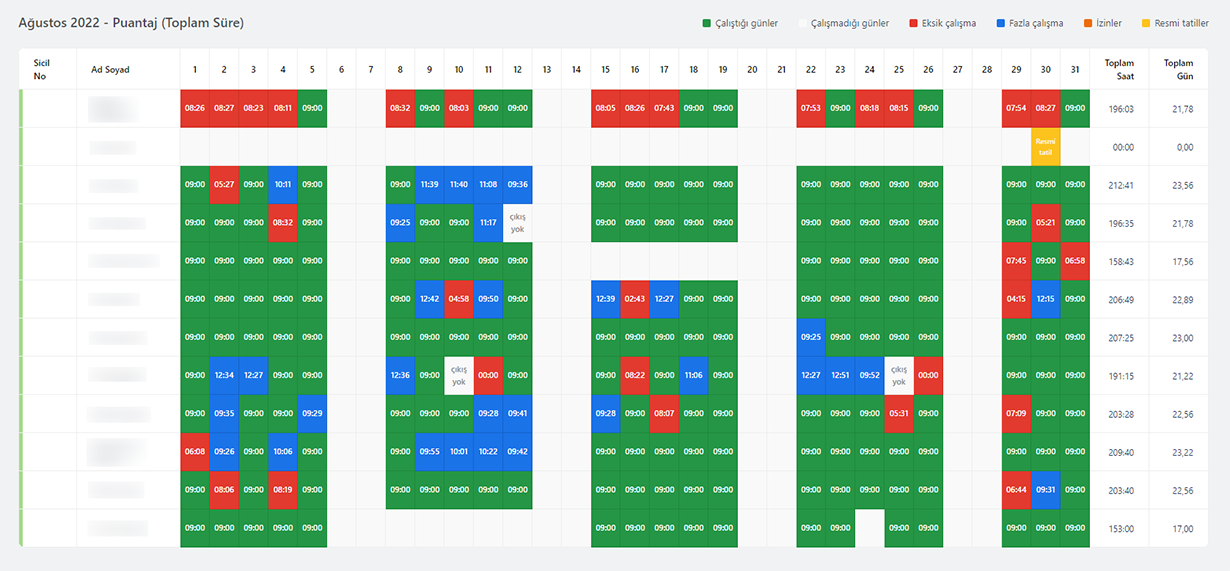 Ağustos 2022 - Puantaj (Toplam Süre)
Çalıştığı günler Çalışmadığı günler Eksik çalışma Fazla çalışma İzinler Resmi tatiller
Sicil No Ad Soyad 1 2 3 4 5 6 7 8 9 10 11 12 13 14 15 16 17 18 19 20 21 22 23 24 25 26 27 28 29 30 31 Toplam Saat Toplam Gün
08:26 08:27 08:23 08:11 09:00 08:32 09:00 08:03 09:00 09:00 08:05 08:26 07:43 09:00 09:00 07:53 09:00 08:18 08:15 09:00 07:54 08:27 09:00 196:03 21,78
Resmi tatil 00:00 0,00
09:00 05:27 09:00 10:11 09:00 09:00 11:39 11:40 11:08 09:36 09:00 09:00 09:00 09:00 09:00 09:00 09:00 09:00 09:00 09:00 09:00 09:00 09:00 212:41 23,56
09:00 09:00 09:00 08:32 09:00 09:25 09:00 09:00 11:17 çıkış yok 09:00 09:00 09:00 09:00 09:00 09:00 09:00 09:00 09:00 09:00 09:00 05:21 09:00 196:35 21,78
09:00 09:00 09:00 09:00 09:00 09:00 09:00 09:00 09:00 09:00 09:00 09:00 09:00 09:00 09:00 07:45 09:00 06:58 158:43 17,56
09:00 09:00 09:00 09:00 09:00 09:00 12:42 04:58 09:50 09:00 12:39 02:43 12:27 09:00 09:00 09:00 09:00 09:00 09:00 09:00 04:15 12:15 09:00 206:49 22,89
09:00 09:00 09:00 09:00 09:00 09:00 09:00 09:00 09:00 09:00 09:00 09:00 09:00 09:00 09:00 09:25 09:00 09:00 09:00 09:00 09:00 09:00 09:00 207:25 23,00
09:00 12:34 12:27 09:00 09:00 12:36 09:00 çıkış yok 00:00 09:00 09:00 08:22 09:00 11:06 09:00 12:27 12:51 09:52 çıkış yok 00:00 09:00 09:00 09:00 191:15 21,22
09:00 09:35 09:00 09:00 09:29 09:00 09:00 09:00 09:28 09:41 09:28 09:00 08:07 09:00 09:00 09:00 09:00 09:00 05:31 09:00 07:09 09:00 09:00 203:28 22,56
06:08 09:26 09:00 10:06 09:00 09:00 09:55 10:01 10:22 09:42 09:00 09:00 09:00 09:00 09:00 09:00 09:00 09:00 09:00 09:00 09:00 09:00 09:00 209:40 23,22
09:00 08:06 09:00 08:19 09:00 09:00 09:00 09:00 09:00 09:00 09:00 09:00 09:00 09:00 09:00 09:00 09:00 09:00 09:00 09:00 06:44 09:31 09:00 203:40 22,56
09:00 09:00 09:00 09:00 09:00 09:00 09:00 09:00 09:00 09:00 09:00 09:00 09:00 09:00 09:00 09:00 09:00 153:00 17,00